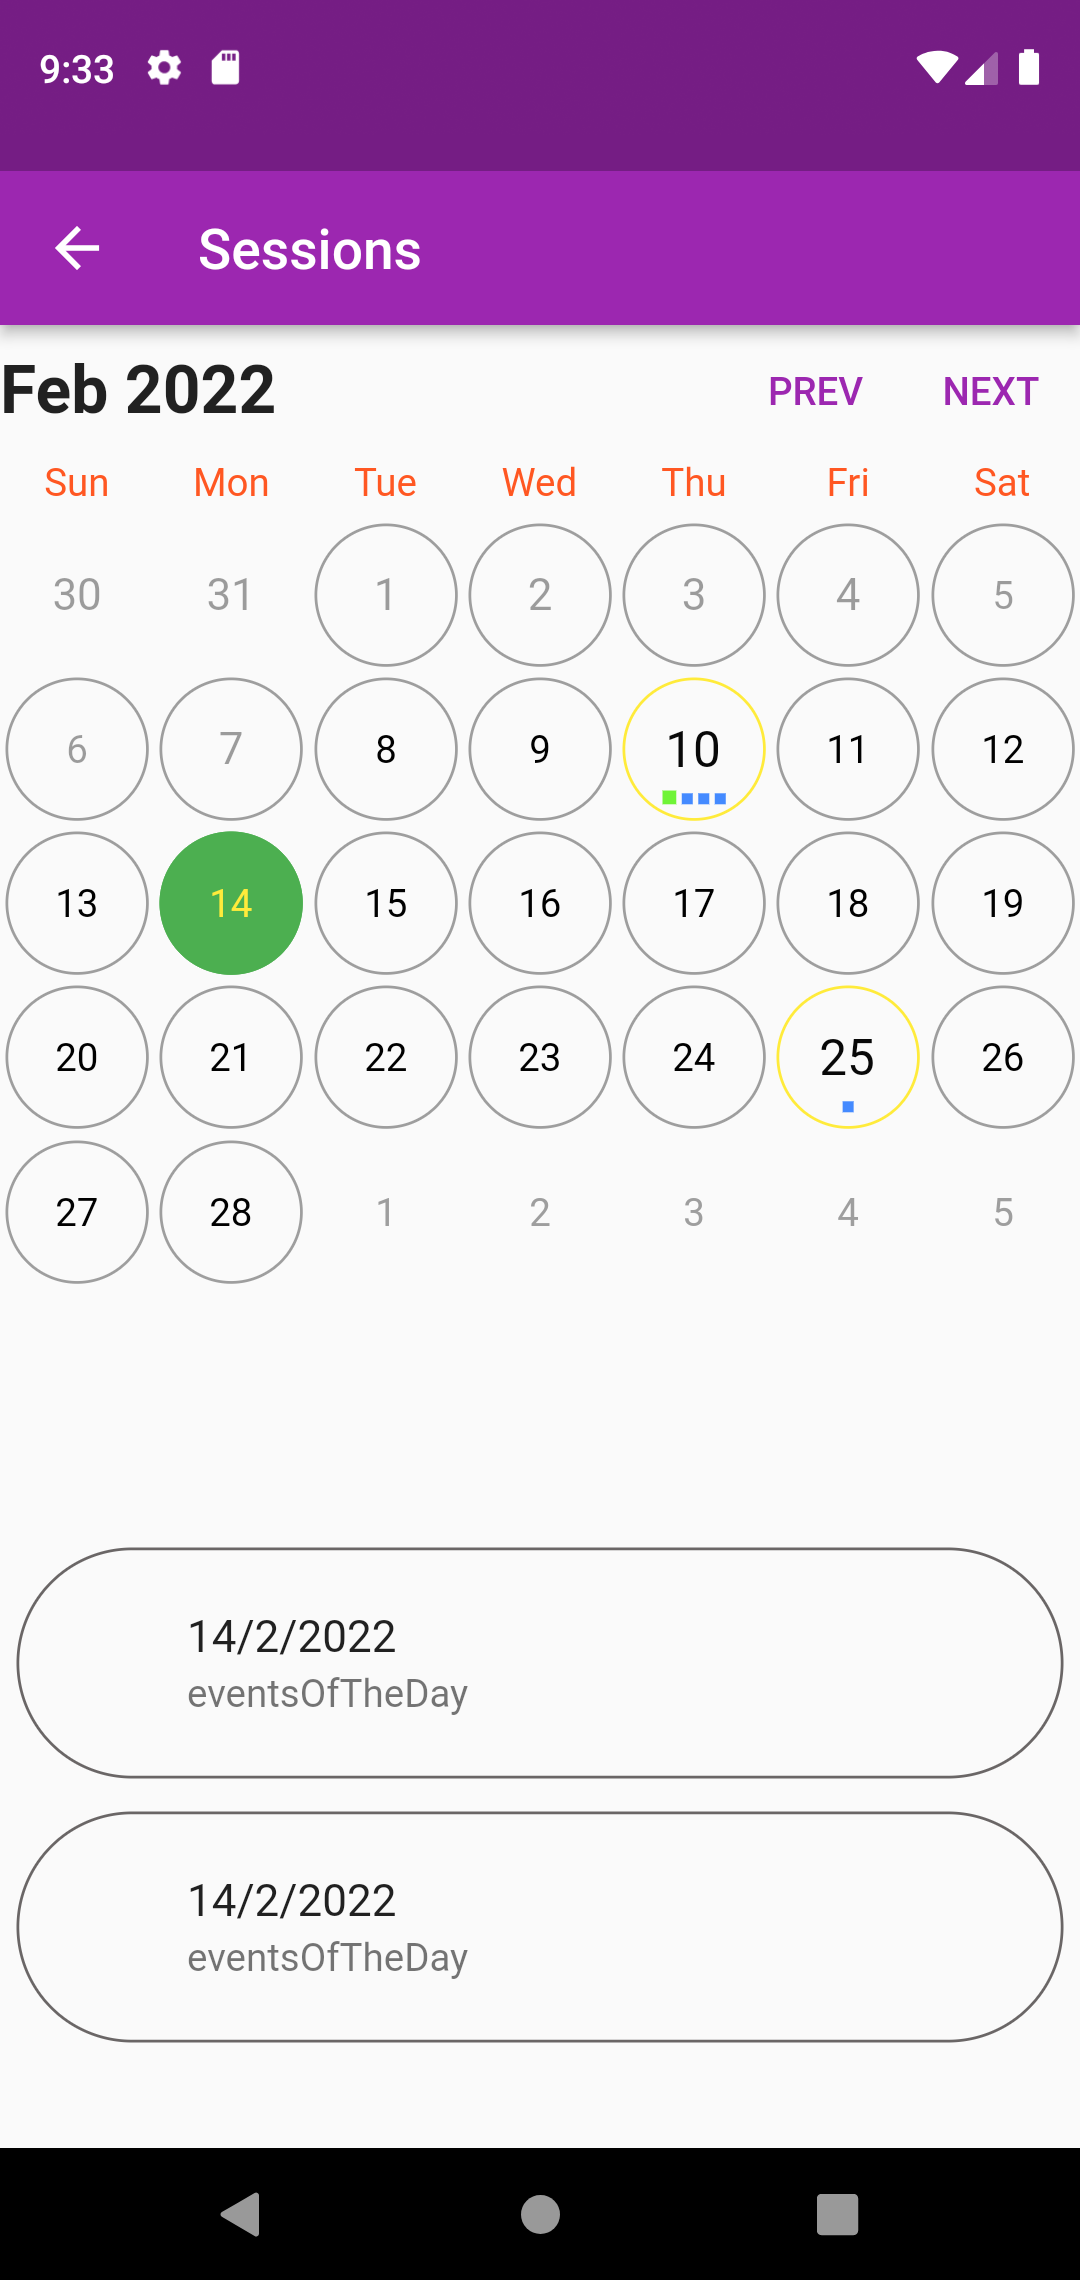 9:33
Sessions
Feb 2022 PREV NEXT
Sun Mon Tue Wed Thu Fri Sat
30 31 1 2 3 4 5
6 7 8 9 10 11 12
13 14 15 16 17 18 19
20 21 22 23 24 25 26
27 28 1 2 3 4 5
14/2/2022
eventsOfTheDay
14/2/2022
eventsOfTheDay